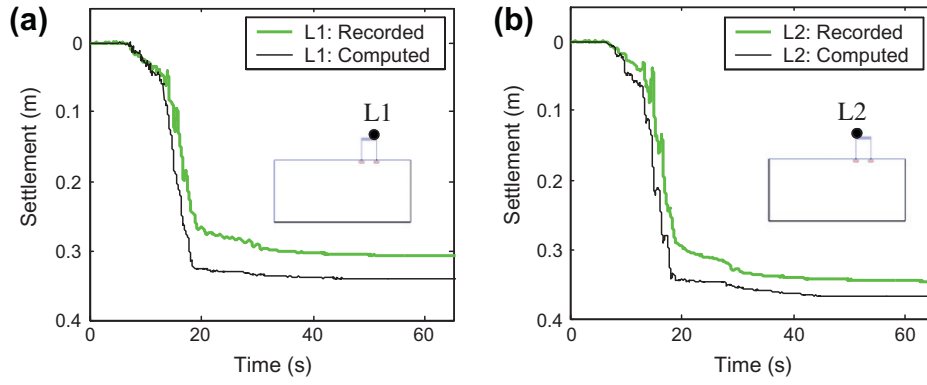 (a)
L1: Recorded
L1: Computed
L1
0
0.1
0.2
0.3
0.4
Settlement (m)
0
20
40
60
Time (s)
(b)
L2: Recorded
L2: Computed
L2
0
0.1
0.2
0.3
0.4
Settlement (m)
0
20
40
60
Time (s)